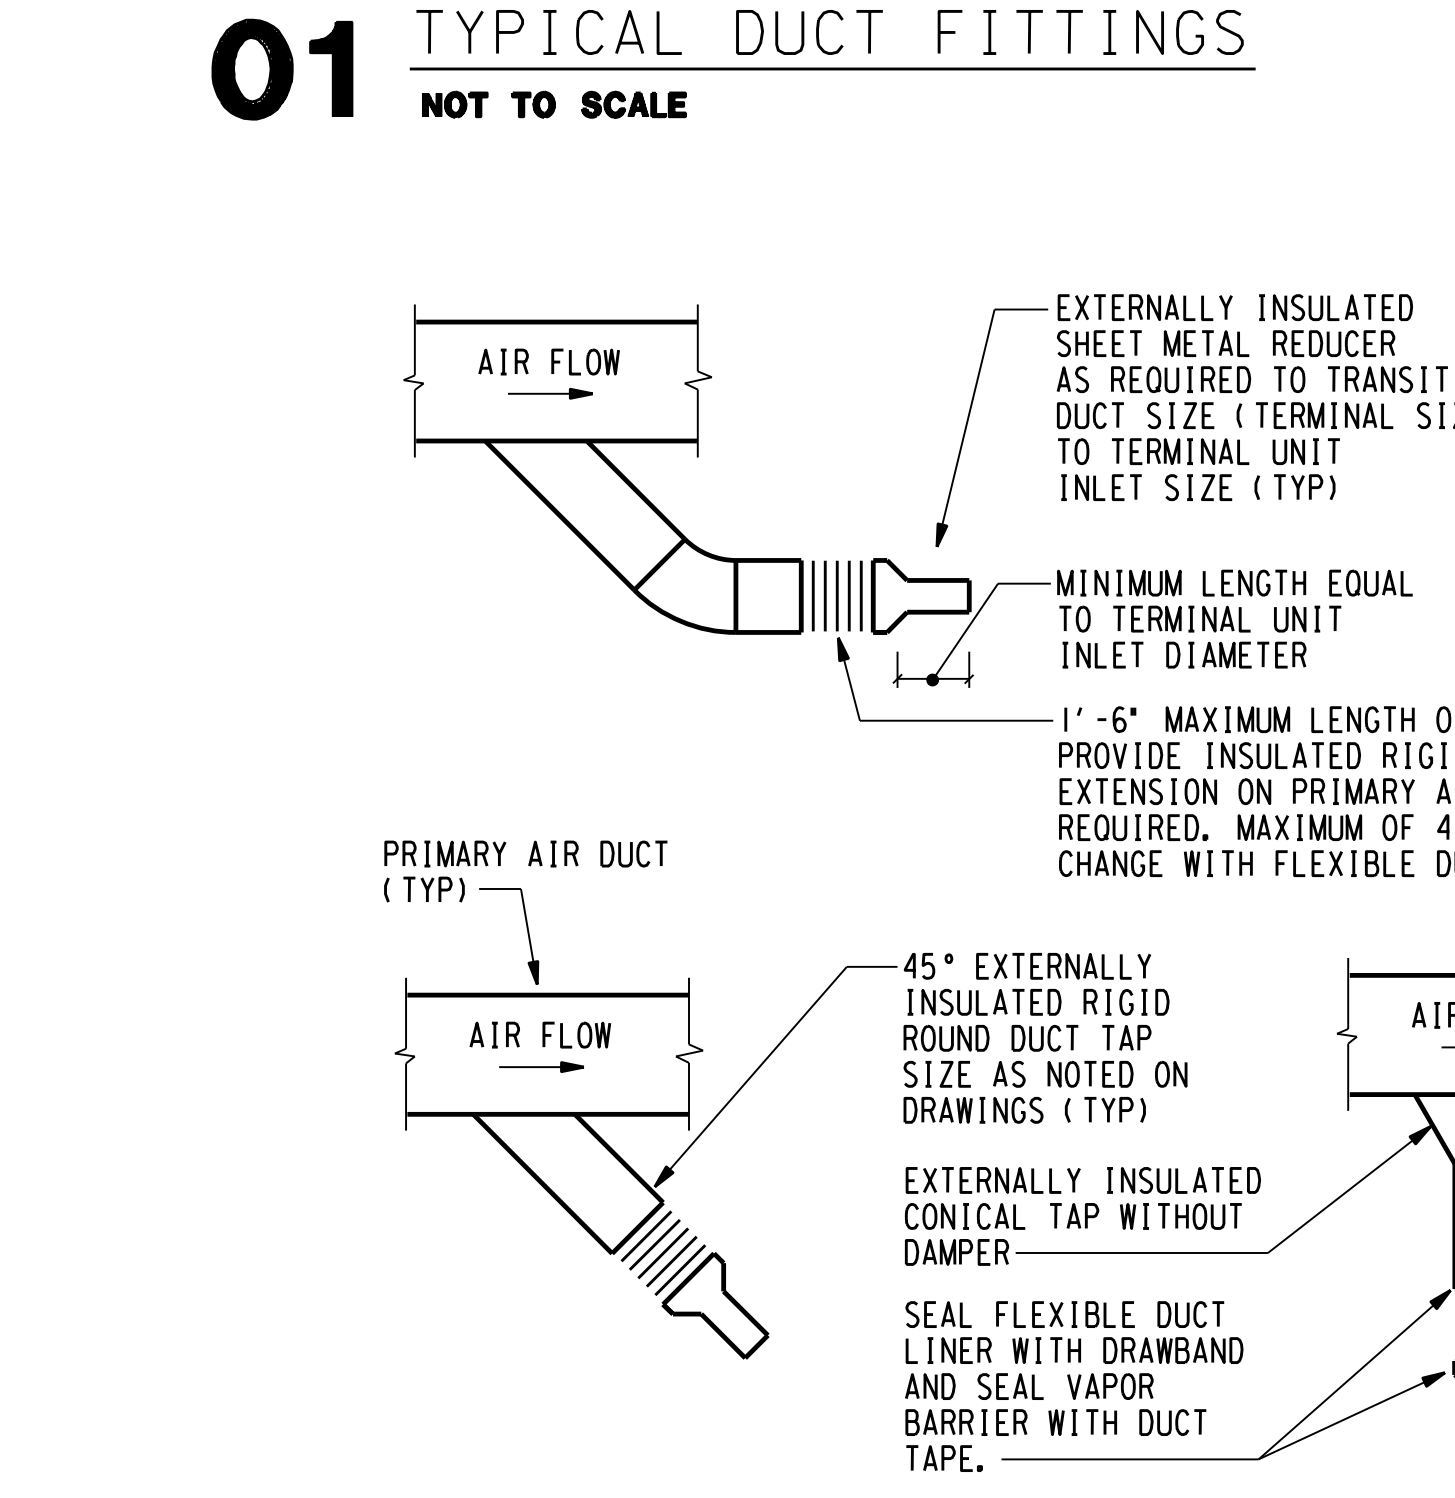 01 TYPICAL DUCT FITTINGS
NOT TO SCALE
AIR FLOW
EXTERNALLY INSULATED
SHEET METAL REDUCER
AS REQUIRED TO TRANSIT
DUCT SIZE (TERMINAL
TO TERMINAL UNIT
INLET SIZE (TYP)
MINIMUM LENGTH EQUAL
TO TERMINAL UNIT
INLET DIAMETER
1'-6" MAXIMUM LENGTH
PROVIDE INSULATED
EXTENSION ON PRIMARY
REQUIRED. MAXIMUM OF 4
CHANGE WITH FLEXIBLE
PRIMARY AIR DUCT
(TYP)
AIR FLOW
45° EXTERNALLY
INSULATED RIGID
ROUND DUCT TAP
SIZE AS NOTED ON
DRAWINGS (TYP)
EXTERNALLY INSULATED
CONICAL TAP WITHOUT
DAMPER
SEAL FLEXIBLE DUCT
LINER WITH DRAWBAND
AND SEAL VAPOR
BARRIER WITH DUCT
TAPE.